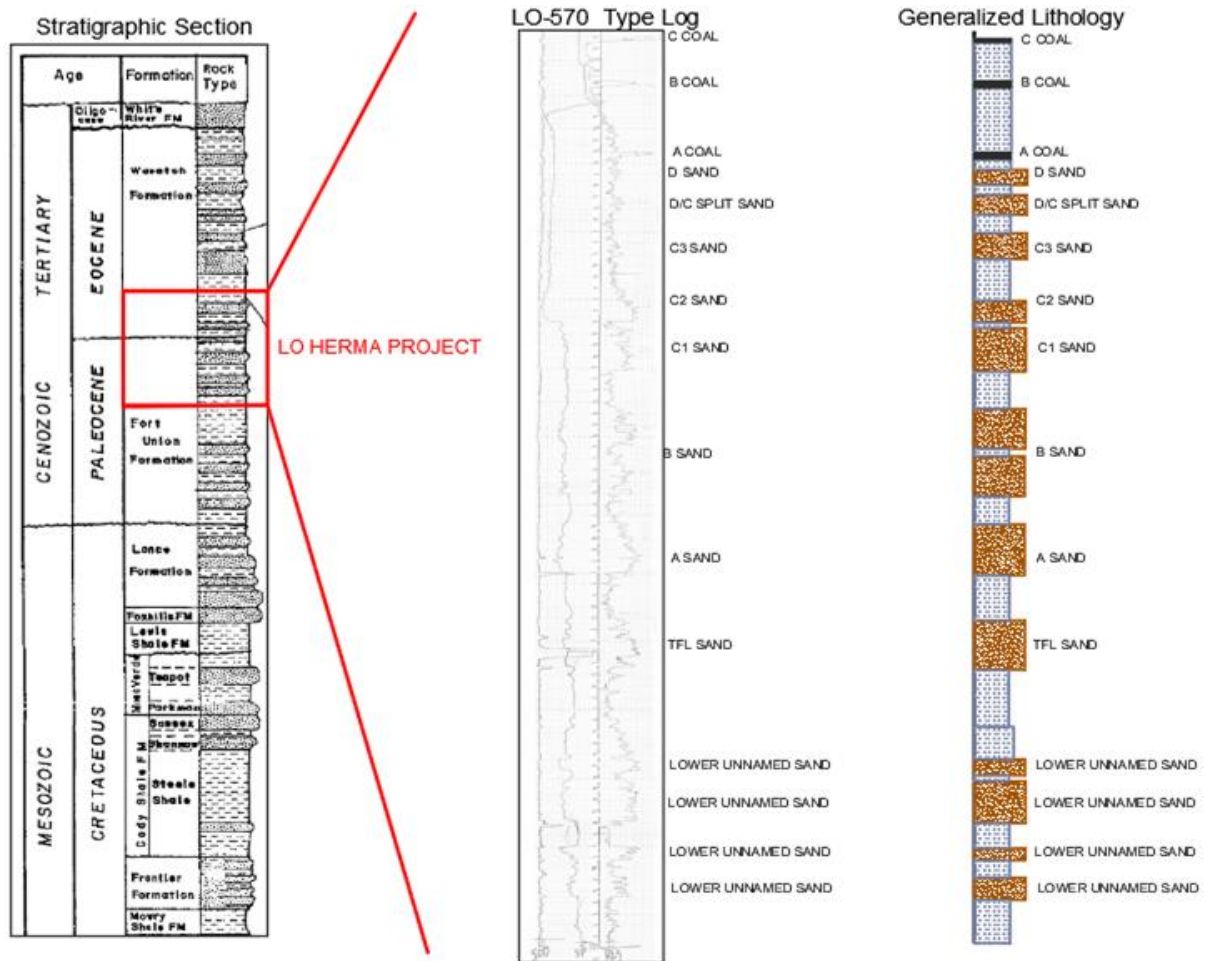 Stratigraphic Section
Age
Formation
Rock
Type
CENOZOIC
TERTIARY
Oligo-
cene
White
River FM
EOCENE
Wasatch
Formation
PALEOCENE
Fort
Union
Formation
MESOZOIC
CRETACEOUS
Lance
Formation
Foxhills FM
Lewis
Shale FM
Teapot
Parkman
Sussex
Shannon
Cody Shale FM
Steele
Shale
Frontier
Formation
Mowry
Shale FM
LO HERMA PROJECT
LO-570 Type Log
C COAL
B COAL
A COAL
D SAND
D/C SPLIT SAND
C3 SAND
C2 SAND
C1 SAND
B SAND
A SAND
TFL SAND
LOWER UNNAMED SAND
LOWER UNNAMED SAND
LOWER UNNAMED SAND
LOWER UNNAMED SAND
Generalized Lithology
C COAL
B COAL
A COAL
D SAND
D/C SPLIT SAND
C3 SAND
C2 SAND
C1 SAND
B SAND
A SAND
TFL SAND
LOWER UNNAMED SAND
LOWER UNNAMED SAND
LOWER UNNAMED SAND
LOWER UNNAMED SAND